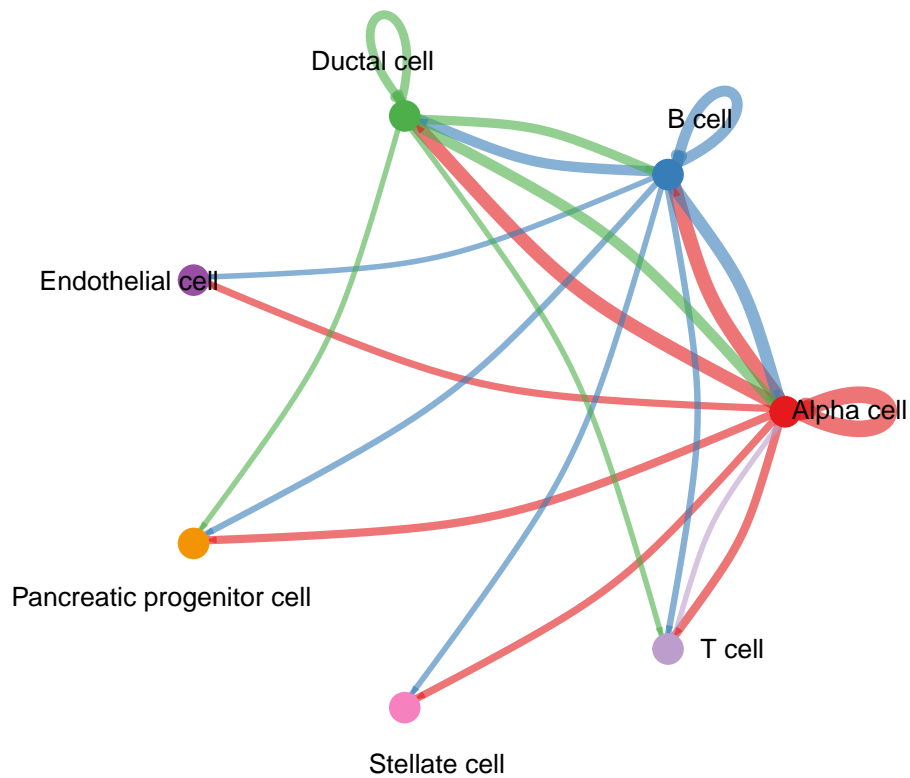 Ductal cell
B cell
Endothelial cell
Alpha cell
Pancreatic progenitor cell
T cell
Stellate cell